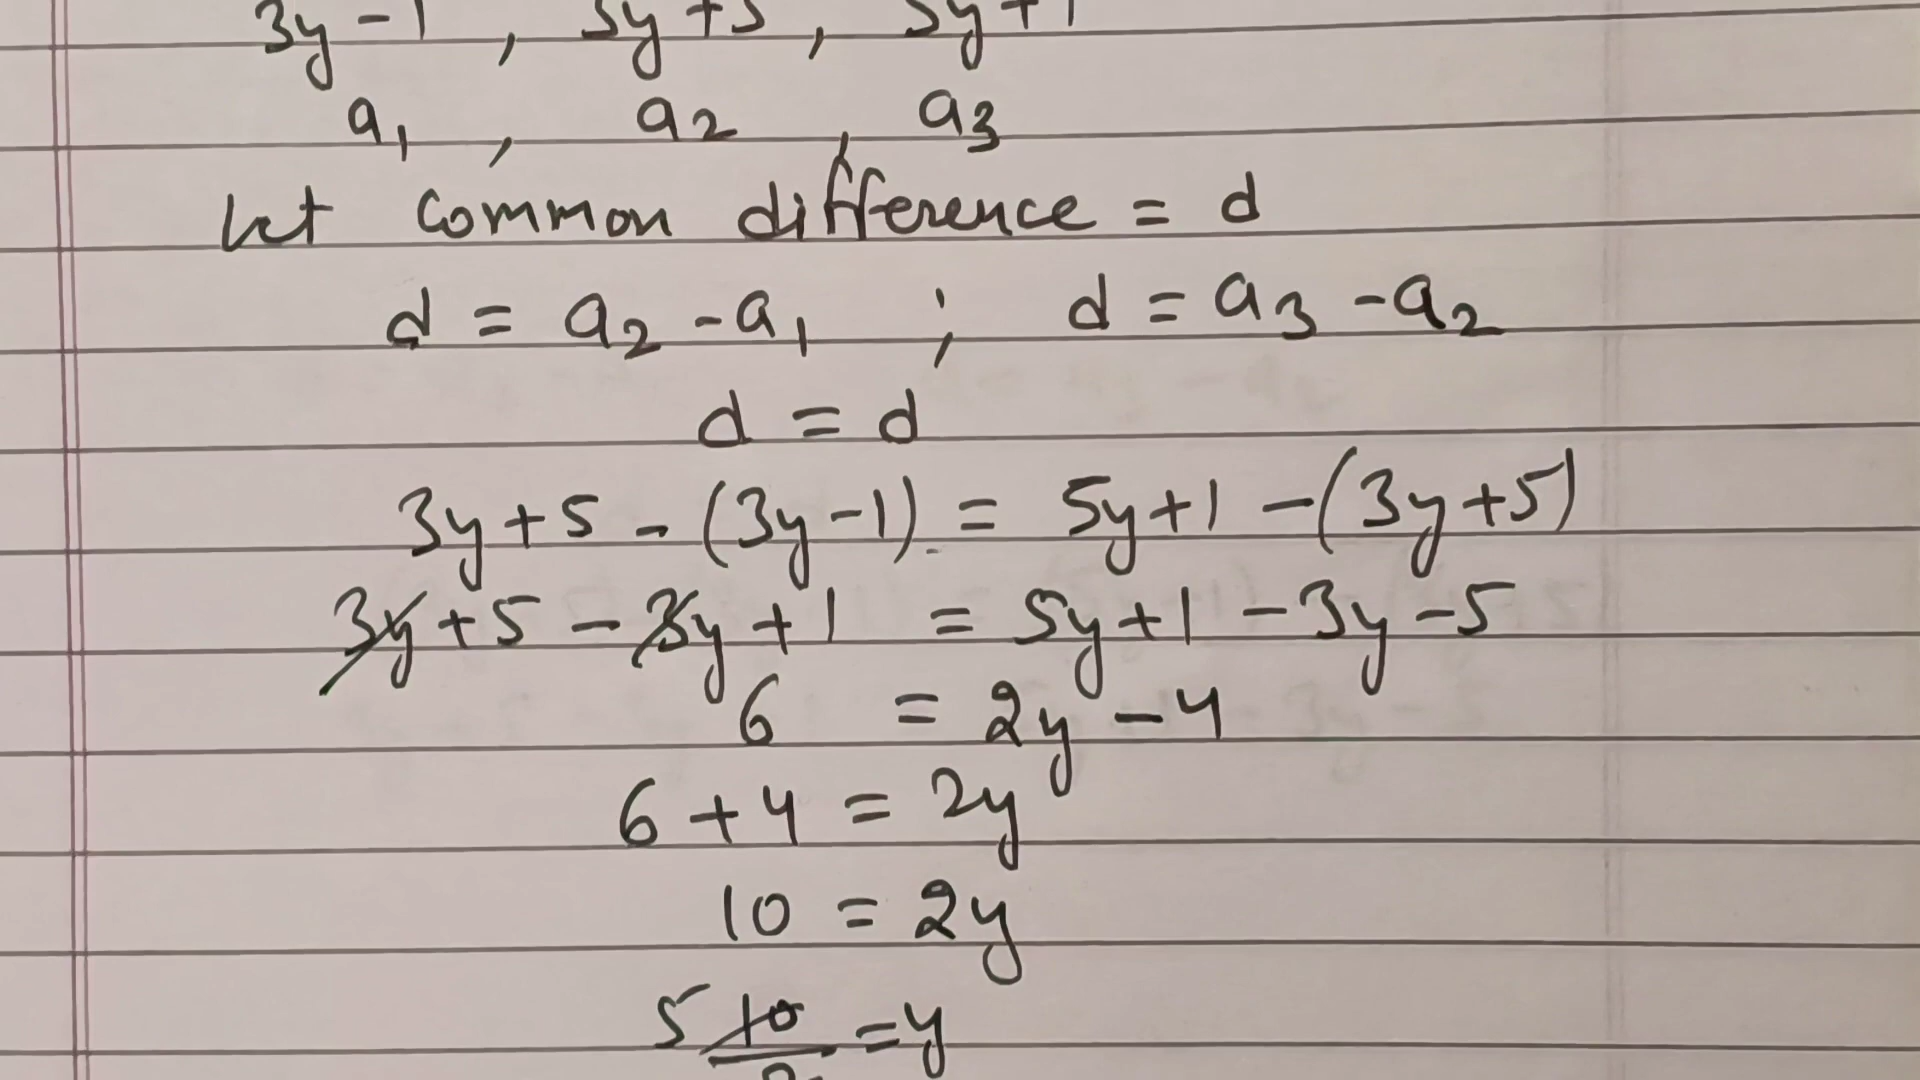 3y - 1 , 3y + 5 , 5y + 1
a1 , a2 , a3
let common difference = d
d = a2 - a1 ; d = a3 - a2
d = d
3y + 5 - (3y - 1) = 5y + 1 - (3y + 5)
3y + 5 - 3y + 1 = 5y + 1 - 3y - 5
6 = 2y - 4
6 + 4 = 2y
10 = 2y
5 10/2 = y